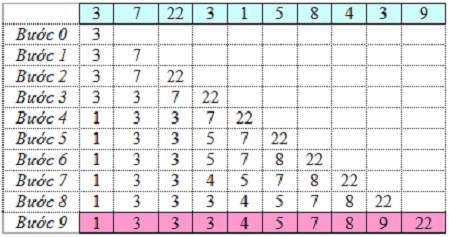 3 7 22 3 1 5 8 4 3 9
Bước 0 3
Bước 1 3 7
Bước 2 3 7 22
Bước 3 3 3 7 22
Bước 4 1 3 3 7 22
Bước 5 1 3 3 5 7 22
Bước 6 1 3 3 5 7 8 22
Bước 7 1 3 3 4 5 7 8 22
Bước 8 1 3 3 3 4 5 7 8 22
Bước 9 1 3 3 3 4 5 7 8 9 22